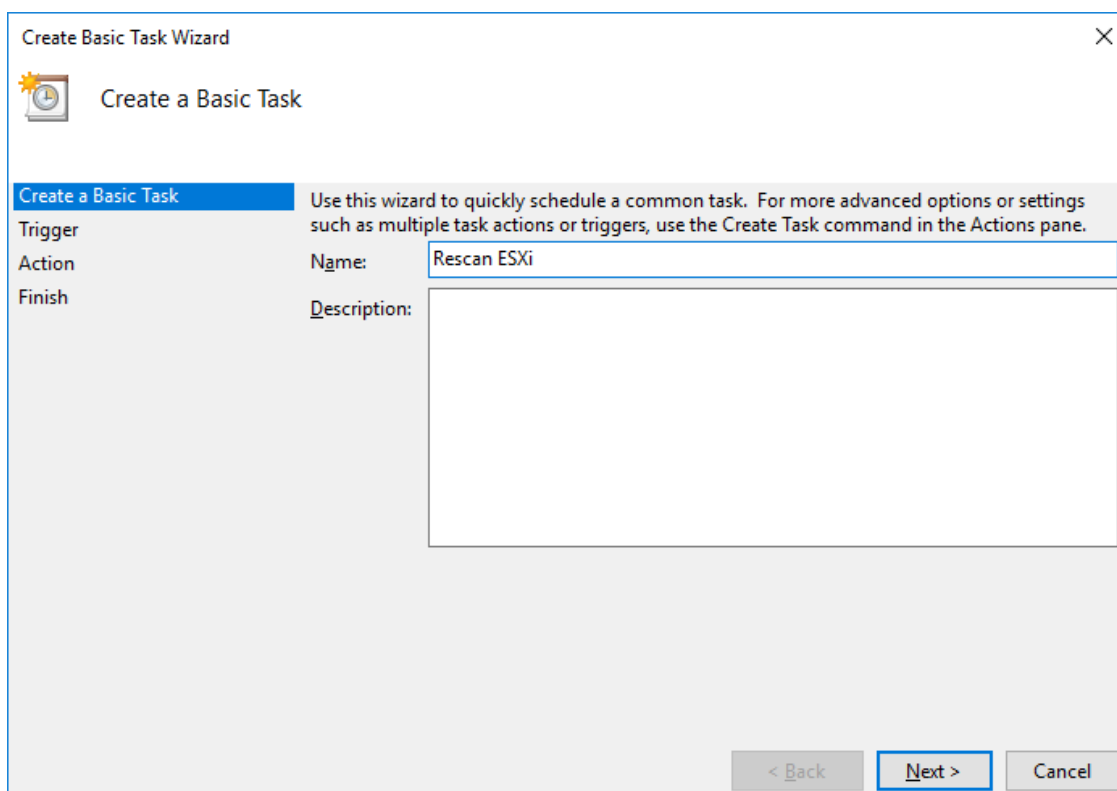 Create Basic Task Wizard
Create a Basic Task
Create a Basic Task
Trigger
Action
Finish
Use this wizard to quickly schedule a common task.  For more advanced options or settings
such as multiple task actions or triggers, use the Create Task command in the Actions pane.
Name: Rescan ESXi
Description:
< Back Next > Cancel